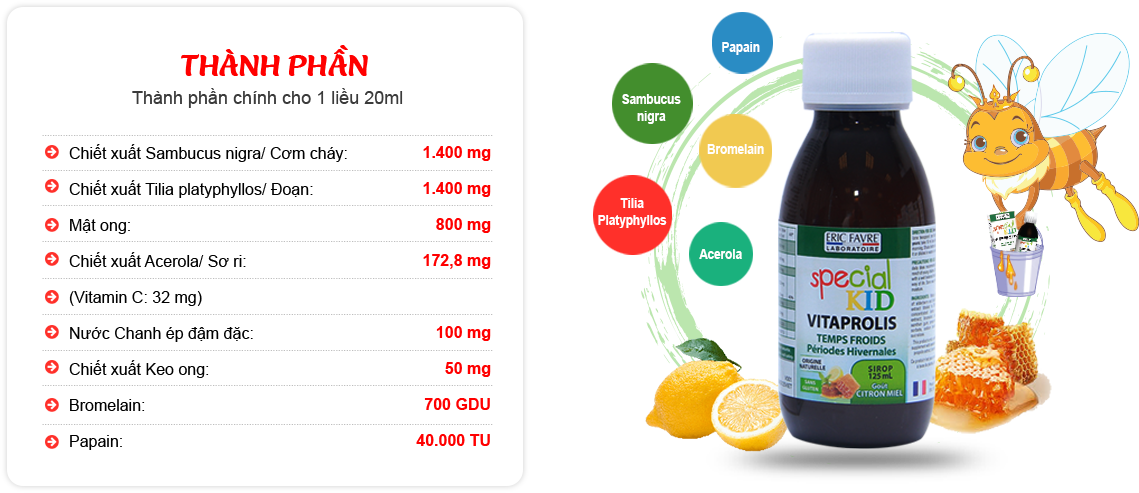 THÀNH PHẦN
Thành phần chính cho 1 liều 20ml
Chiết xuất Sambucus nigra/ Cơm cháy: 1.400 mg
Chiết xuất Tilia platyphyllos/ Đoạn: 1.400 mg
Mật ong: 800 mg
Chiết xuất Acerola/ Sơ ri: 172,8 mg
(Vitamin C: 32 mg)
Nước Chanh ép đậm đặc: 100 mg
Chiết xuất Keo ong: 50 mg
Bromelain: 700 GDU
Papain: 40.000 TU
Papain
Sambucus
nigra
Bromelain
Tilia
Platyphyllos
Acerola
ERIC FAVRE
LABORATOIRE
special
KID
VITAPROLIS
TEMPS FROIDS
Périodes Hivernales
ORIGINE
NATURELLE
SANS
GLUTEN
SIROP
125 mL
Goût
CITRON MIEL
special
KID